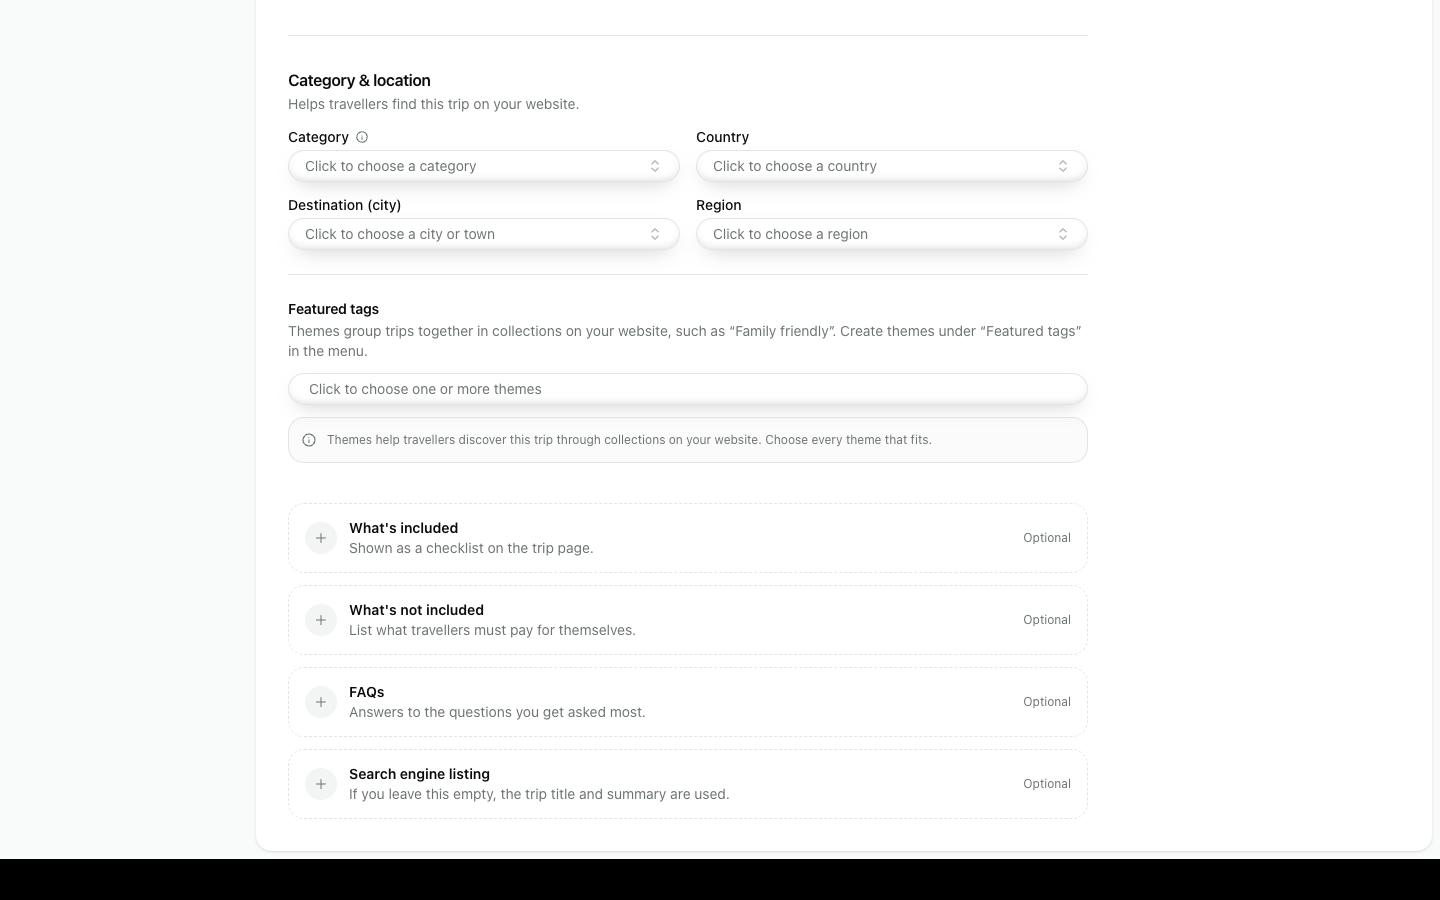 Category & location
Helps travellers find this trip on your website.
Category
Country
Click to choose a category
Click to choose a country
Destination (city)
Region
Click to choose a city or town
Click to choose a region
Featured tags
Themes group trips together in collections on your website, such as “Family friendly”. Create themes under “Featured tags”
in the menu.
Click to choose one or more themes
Themes help travellers discover this trip through collections on your website. Choose every theme that fits.
What's included
Shown as a checklist on the trip page.
Optional
What's not included
List what travellers must pay for themselves.
Optional
FAQs
Answers to the questions you get asked most.
Optional
Search engine listing
If you leave this empty, the trip title and summary are used.
Optional